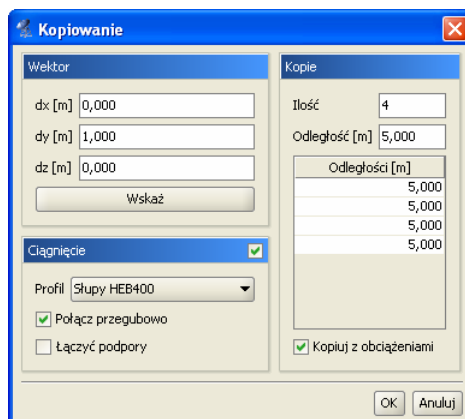 Kopiowanie
Wektor
dx [m] 0,000
dy [m] 1,000
dz [m] 0,000
Wskaż
Ciągnięcie
Profil Słupy HEB400
Połącz przegubowo
Łączyć podpory
Kopie
Ilość 4
Odległość [m] 5,000
Odległości [m]
5,000
5,000
5,000
5,000
Kopiuj z obciążeniami
OK Anuluj